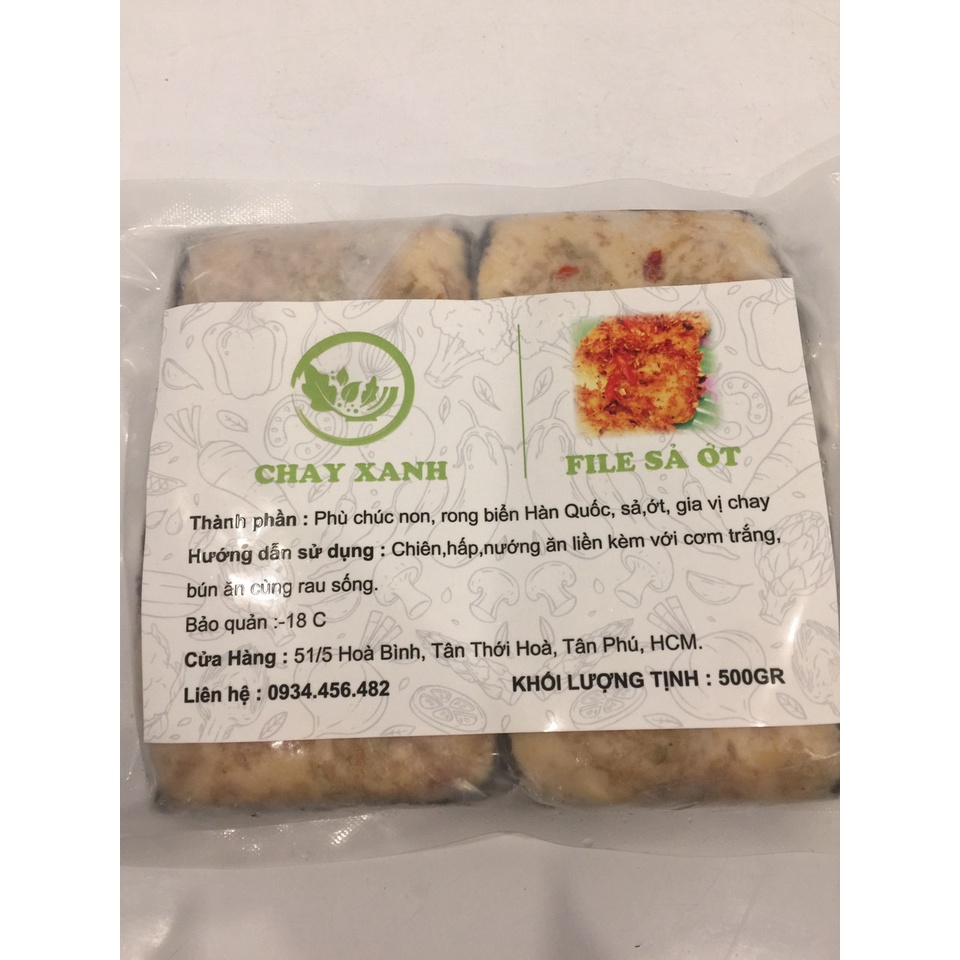 CHAY XANH
FILE SẢ ỚT
Thành phần : Phù chúc non, rong biển Hàn Quốc, sả,ớt, gia vị chay
Hướng dẫn sử dụng : Chiên,hấp,nướng ăn liền kèm với cơm trắng,
bún ăn cùng rau sống.
Bảo quản :-18 C
Cửa Hàng : 51/5 Hoà Bình, Tân Thới Hoà, Tân Phú, HCM.
Liên hệ : 0934.456.482
KHỐI LƯỢNG TỊNH : 500GR